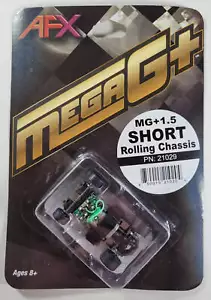 AFX
MEGA G+
MG+1.5
SHORT
Rolling Chassis
PN: 21029
Ages 8+